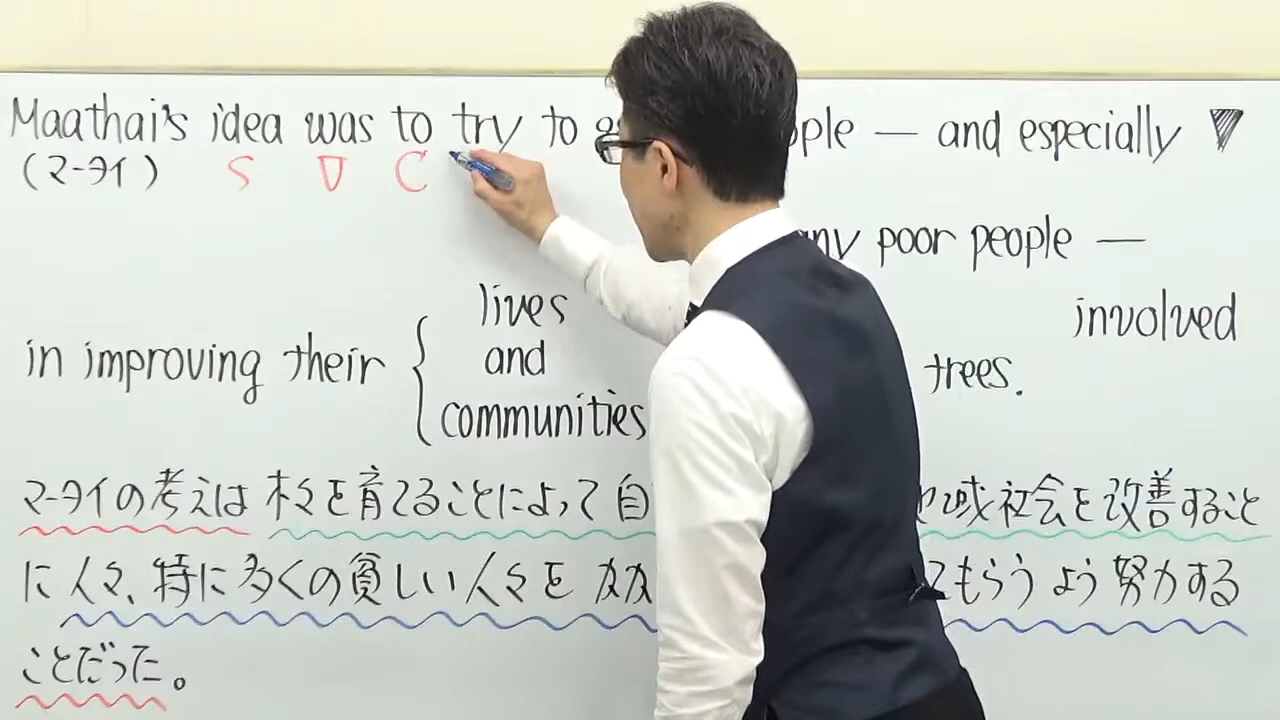 Maathai's idea was to try to people — and especially ▽
(マータイ) S V C
many poor people —
involved
in improving their { lives and communities trees.
マータイの考えは木々を育てることによって自 地域社会を改善すること
に人々、特に多くの貧しい人々を 効 てもらうよう努力する
ことだった。